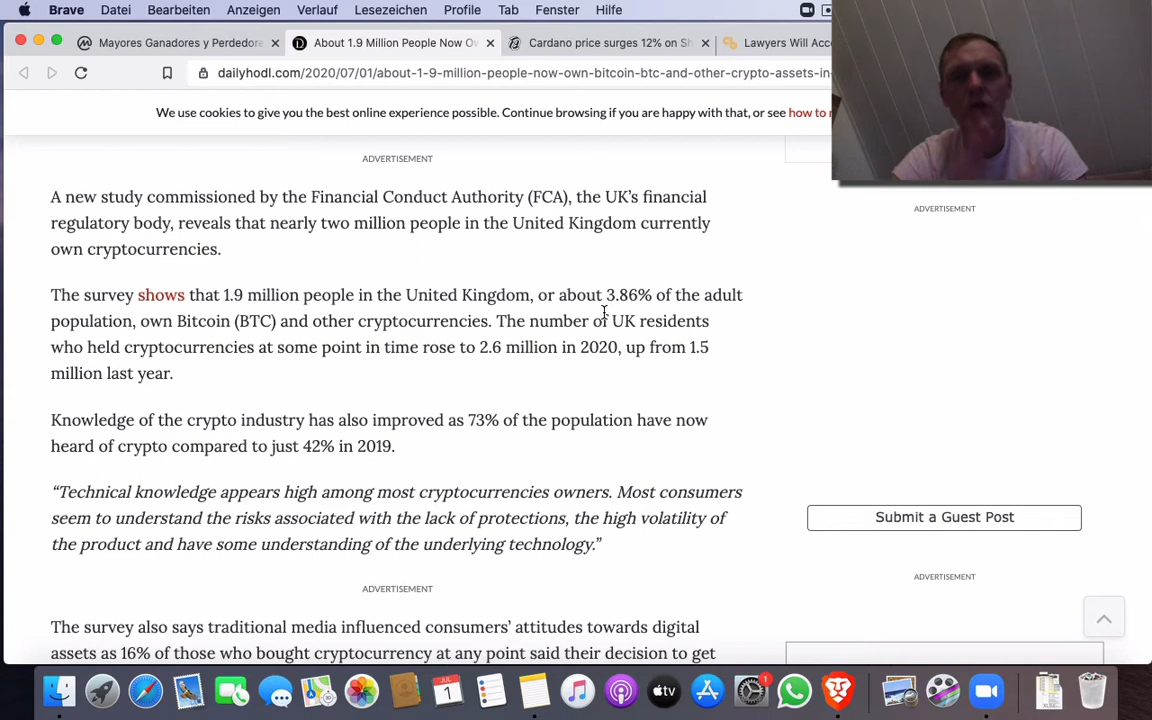 Brave Datei Bearbeiten Anzeigen Verlauf Lesezeichen Profile Tab Fenster Hilfe
Mayores Ganadores y Perdedore × About 1.9 Million People Now Ow × Cardano price surges 12% on Sh × Lawyers Will Acce
dailyhodl.com/2020/07/01/about-1-9-million-people-now-own-bitcoin-btc-and-other-crypto-assets-in-
We use cookies to give you the best online experience possible. Continue browsing if you are happy with that, or see how to
ADVERTISEMENT
A new study commissioned by the Financial Conduct Authority (FCA), the UK’s financial
regulatory body, reveals that nearly two million people in the United Kingdom currently
own cryptocurrencies.
The survey shows that 1.9 million people in the United Kingdom, or about 3.86% of the adult
population, own Bitcoin (BTC) and other cryptocurrencies. The number of UK residents
who held cryptocurrencies at some point in time rose to 2.6 million in 2020, up from 1.5
million last year.
Knowledge of the crypto industry has also improved as 73% of the population have now
heard of crypto compared to just 42% in 2019.
“Technical knowledge appears high among most cryptocurrencies owners. Most consumers
seem to understand the risks associated with the lack of protections, the high volatility of
the product and have some understanding of the underlying technology.”
ADVERTISEMENT
The survey also says traditional media influenced consumers’ attitudes towards digital
assets as 16% of those who bought cryptocurrency at any point said their decision to get
ADVERTISEMENT
Submit a Guest Post
ADVERTISEMENT
JUL
1
tv
1